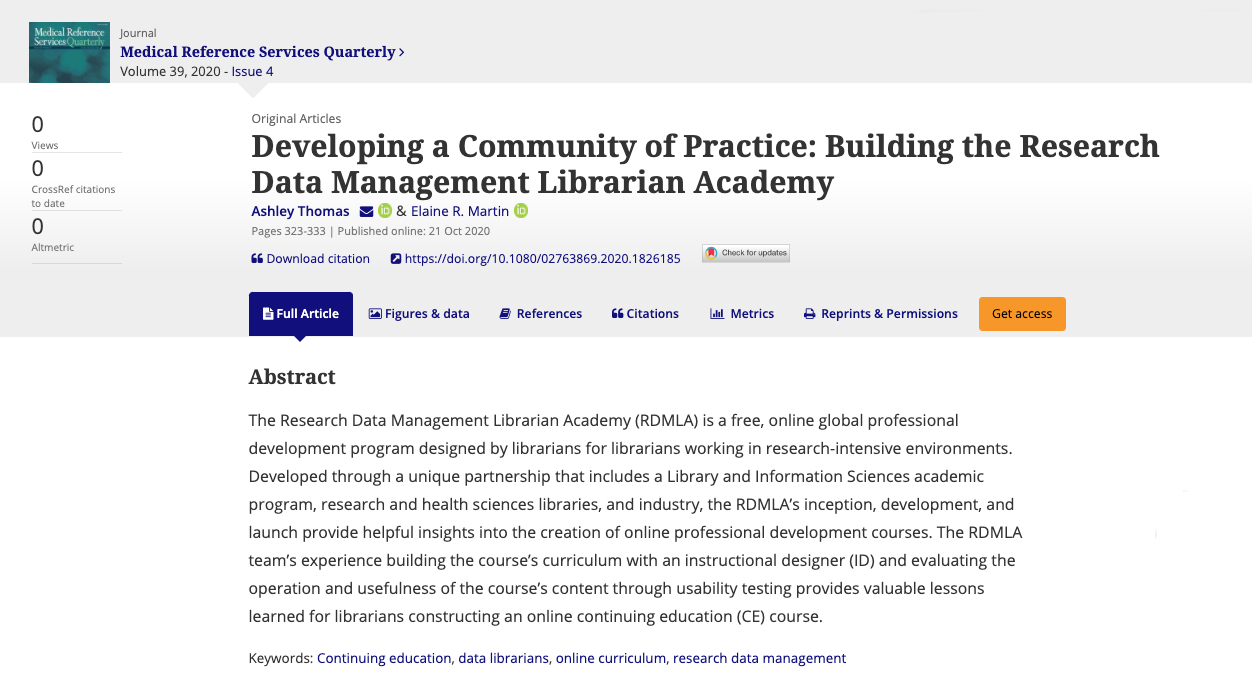 Medical Reference
Services Quarterly
Journal
Medical Reference Services Quarterly ›
Volume 39, 2020 - Issue 4
0
Views
0
CrossRef citations
to date
0
Altmetric
Original Articles
Developing a Community of Practice: Building the Research
Data Management Librarian Academy
Ashley Thomas iD & Elaine R. Martin iD
Pages 323-333 | Published online: 21 Oct 2020
Download citation https://doi.org/10.1080/02763869.2020.1826185 Check for updates
Full Article Figures & data References Citations Metrics Reprints & Permissions Get access
Abstract
The Research Data Management Librarian Academy (RDMLA) is a free, online global professional
development program designed by librarians for librarians working in research-intensive environments.
Developed through a unique partnership that includes a Library and Information Sciences academic
program, research and health sciences libraries, and industry, the RDMLA’s inception, development, and
launch provide helpful insights into the creation of online professional development courses. The RDMLA
team’s experience building the course’s curriculum with an instructional designer (ID) and evaluating the
operation and usefulness of the course’s content through usability testing provides valuable lessons
learned for librarians constructing an online continuing education (CE) course.
Keywords: Continuing education, data librarians, online curriculum, research data management